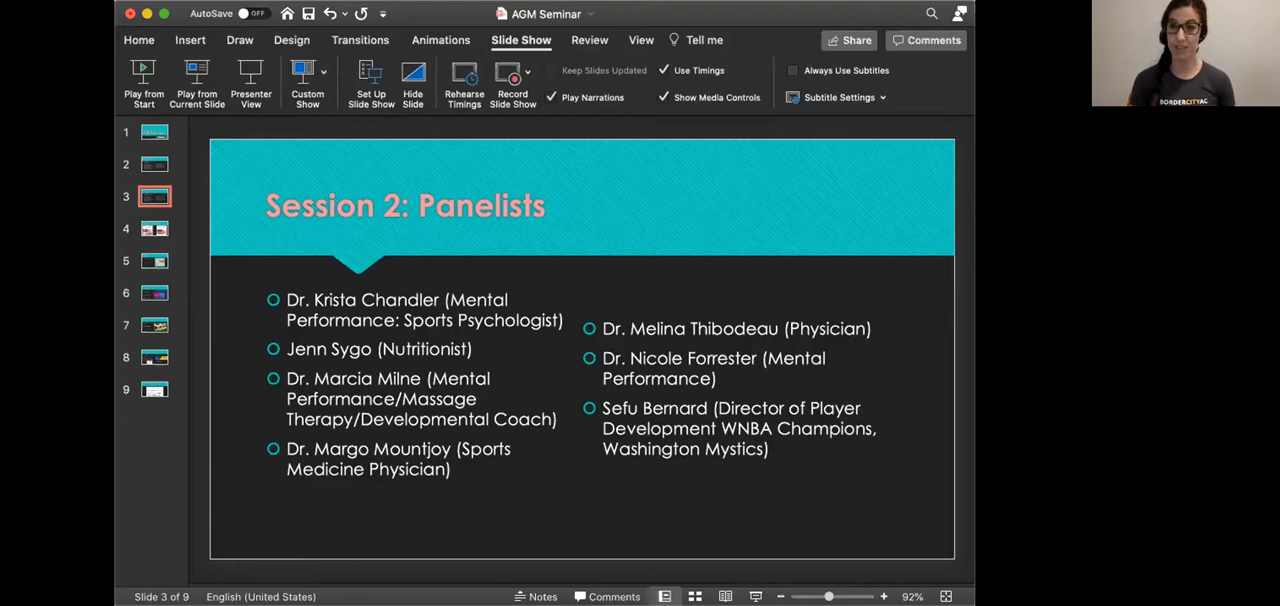 AutoSave OFF
AGM Seminar
Home Insert Draw Design Transitions Animations Slide Show Review View Tell me Share Comments
Play from Start
Play from Current Slide
Presenter View
Custom Show
Set Up Slide Show
Hide Slide
Rehearse Timings
Record Slide Show
Keep Slides Updated
Play Narrations
Use Timings
Show Media Controls
Always Use Subtitles
Subtitle Settings
BORDERCITYAC
1
2
3
4
5
6
7
8
9
Session 2: Panelists
Dr. Krista Chandler (Mental
Performance: Sports Psychologist)
Jenn Sygo (Nutritionist)
Dr. Marcia Milne (Mental
Performance/Massage
Therapy/Developmental Coach)
Dr. Margo Mountjoy (Sports
Medicine Physician)
Dr. Melina Thibodeau (Physician)
Dr. Nicole Forrester (Mental
Performance)
Sefu Bernard (Director of Player
Development WNBA Champions,
Washington Mystics)
Slide 3 of 9 English (United States) Notes Comments 92%